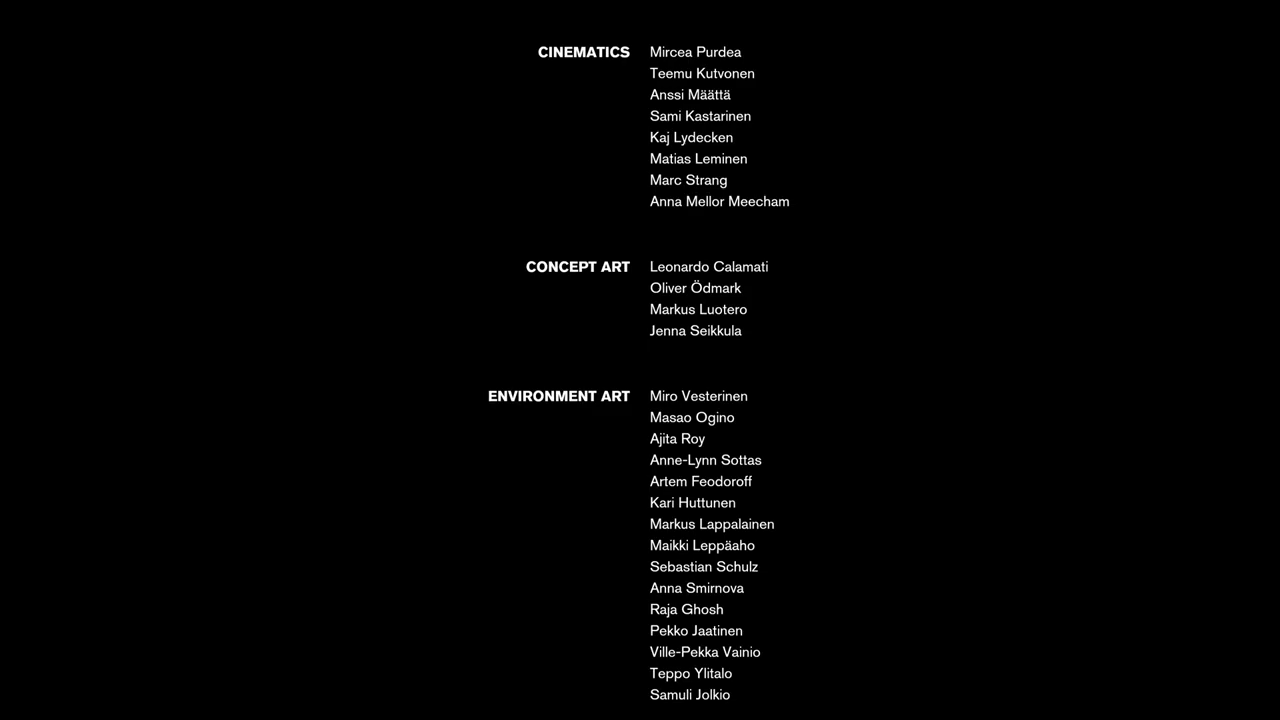 CINEMATICS Mircea Purdea
Teemu Kutvonen
Anssi Määttä
Sami Kastarinen
Kaj Lydecken
Matias Leminen
Marc Strang
Anna Mellor Meecham
CONCEPT ART Leonardo Calamati
Oliver Ödmark
Markus Luotero
Jenna Seikkula
ENVIRONMENT ART Miro Vesterinen
Masao Ogino
Ajita Roy
Anne-Lynn Sottas
Artem Feodoroff
Kari Huttunen
Markus Lappalainen
Maikki Leppäaho
Sebastian Schulz
Anna Smirnova
Raja Ghosh
Pekko Jaatinen
Ville-Pekka Vainio
Teppo Ylitalo
Samuli Jolkio